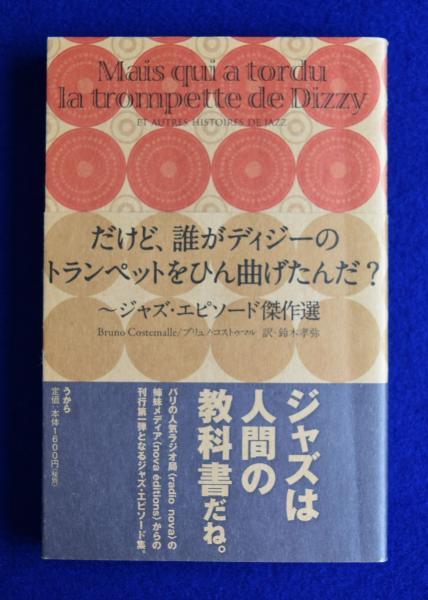 Mais qui a tordu
la trompette de Dizzy
ET AUTRES HISTOIRES DE JAZZ
だけど、誰がディジーの
トランペットをひん曲げたんだ？
〜ジャズ・エピソード傑作選
Bruno Costemalle/ブリュノ・コストゥマル 訳・鈴木孝弥
ジャズは
人間の
教科書だね。
パリの人気ラジオ局〈radio nova〉の
姉妹メディア〈nova éditions〉からの
刊行第一弾となるジャズ・エピソード集。
うから
定価・本体1600円(税別)